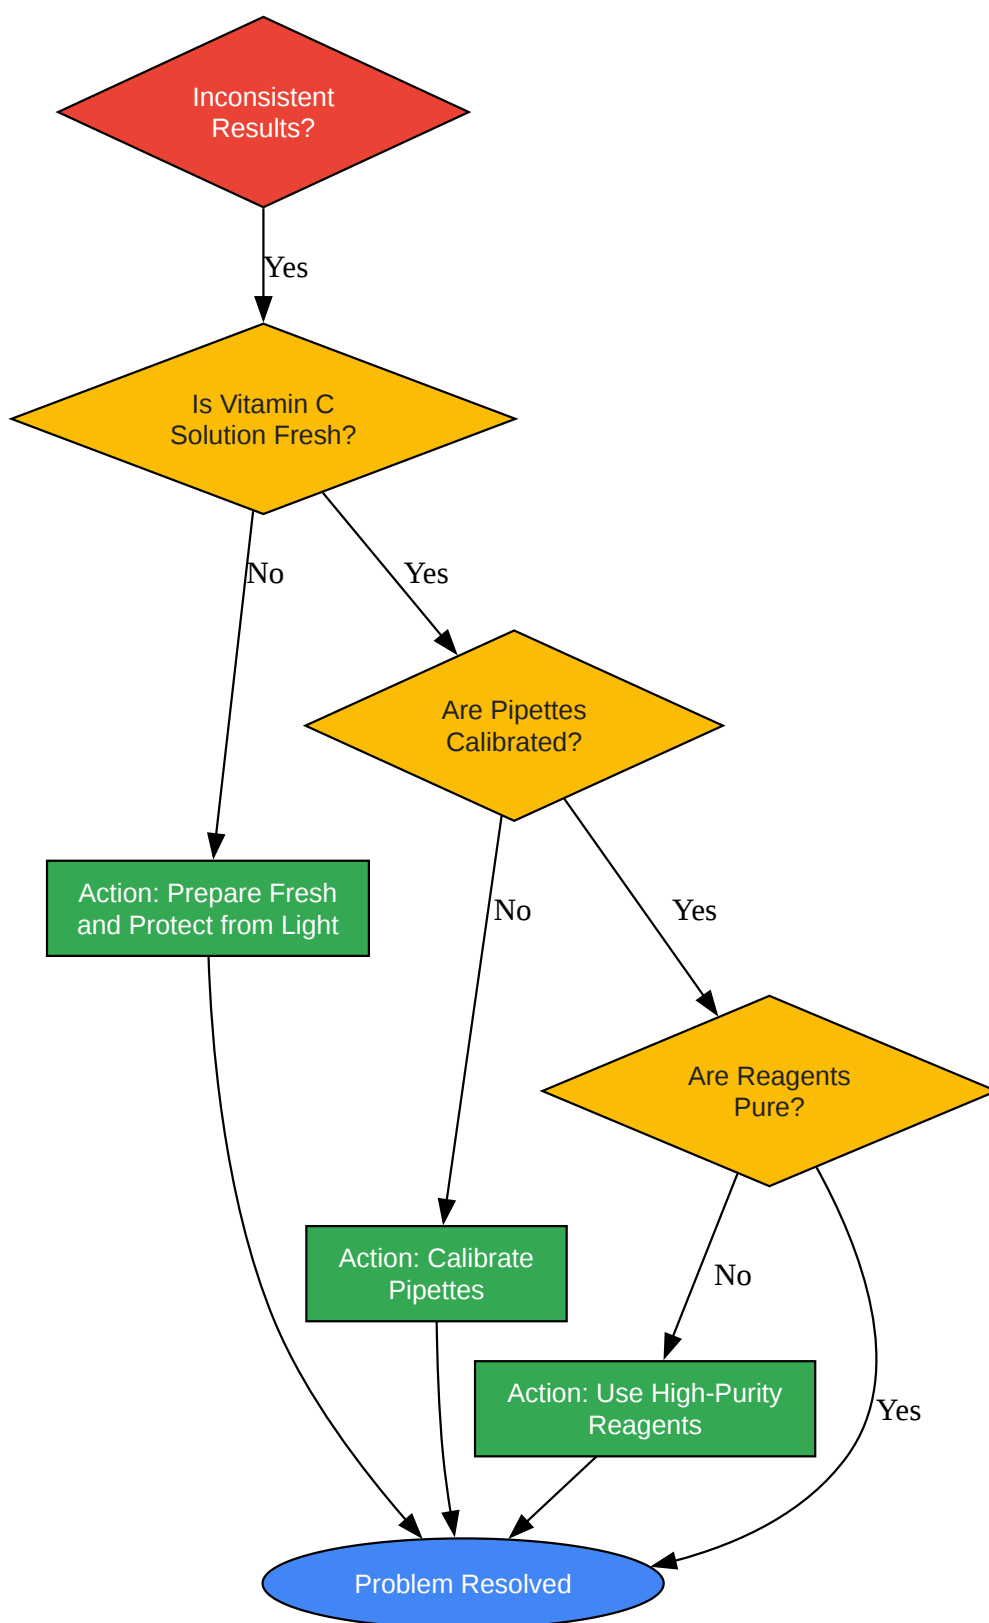 Inconsistent
Results?
Yes
Is Vitamin C
Solution Fresh?
No
Yes
Are Pipettes
Calibrated?
Action: Prepare Fresh
and Protect from Light
No
Yes
Are Reagents
Pure?
Action: Calibrate
Pipettes
No
Action: Use High-Purity
Reagents
Yes
Problem Resolved